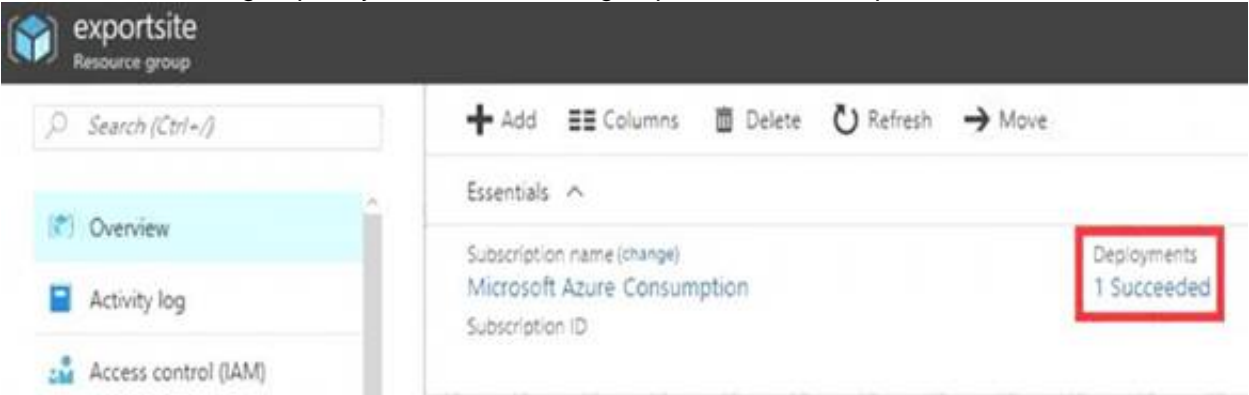 exportsite
Resource group
Search (Ctrl+/)
Add Columns Delete Refresh Move
Essentials
Overview
Subscription name (change)
Deployments
Microsoft Azure Consumption
1 Succeeded
Activity log
Subscription ID
Access control (IAM)